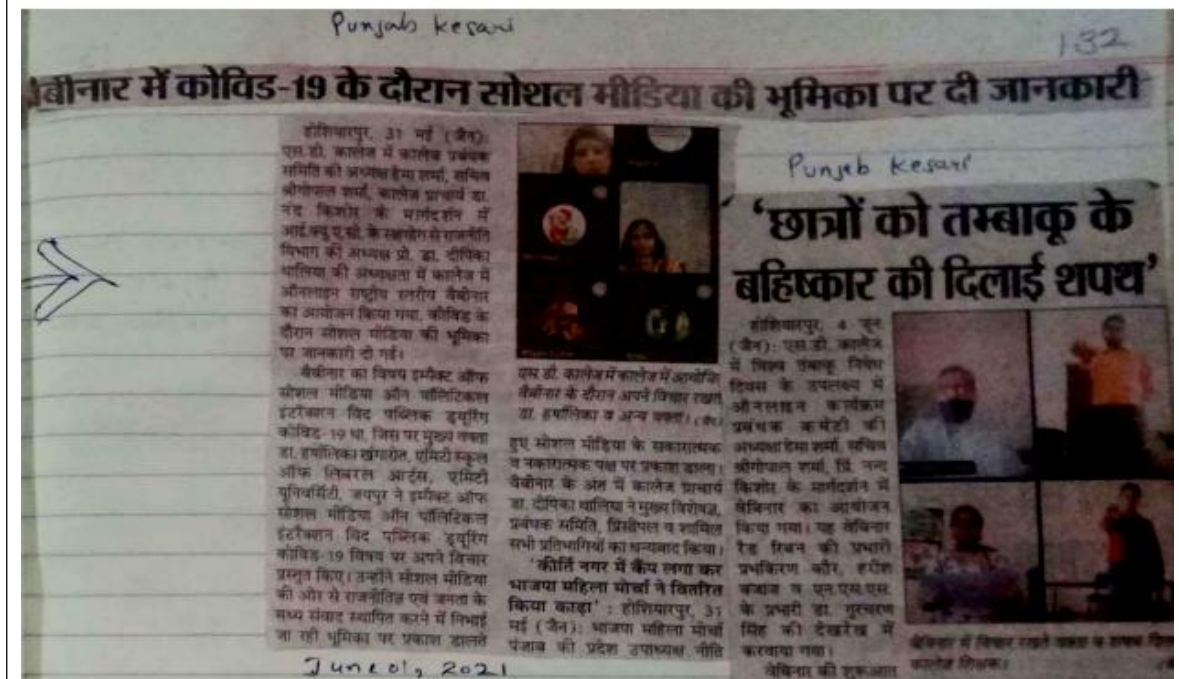 Punjab kesari
132
वैबीनार में कोविड-19 के दौरान सोशल मीडिया की भूमिका पर दी जानकारी
होशियारपुर, 31 मई (जैन):
एस.डी. कालेज में कालेज प्रबंधक
समिति की अध्यक्ष हेमा शर्मा, सचिव
श्रीगोपाल शर्मा, कालेज प्राचार्य डा.
नंद किशोर के मार्गदर्शन में
आई.क्यू.ए.सी. के सहयोग से राजनीति
विभाग की अध्यक्ष प्रो. डा. दीपिका
धालिया की अध्यक्षता में कालेज में
ऑनलाइन राष्ट्रीय स्तरीय वैबीनार
का आयोजन किया गया, कोविड के
दौरान सोशल मीडिया की भूमिका
पर जानकारी दी गई।
वैबीनार का विषय इम्पैक्ट ऑफ
सोशल मीडिया ऑन पॉलिटिकल
इंटरैक्शन विद पब्लिक ड्यूरिंग
कोविड-19 था, जिस पर मुख्य वक्ता
डा. हर्षालिका खंगारोत, एमिटी स्कूल
ऑफ लिबरल आर्ट्स, एमिटी
यूनिवर्सिटी, जयपुर ने इम्पैक्ट ऑफ
सोशल मीडिया ऑन पॉलिटिकल
इंटरैक्शन विद पब्लिक ड्यूरिंग
कोविड-19 विषय पर अपने विचार
प्रस्तुत किए। उन्होंने सोशल मीडिया
की ओर से राजनीतिज्ञ एवं जनता के
मध्य संवाद स्थापित करने में निभाई
जा रही भूमिका पर प्रकाश डालते
एस.डी. कालेज में कालेज में आयोजि
वैबीनार के दौरान अपने विचार रखते
डा. हर्षालिका व अन्य वक्ता। (जैन)
हुए सोशल मीडिया के सकारात्मक
व नकारात्मक पक्ष पर प्रकाश डाला।
वैबीनार के अंत में कालेज प्राचार्य
डा. दीपिका धालिया ने मुख्य विशेषज्ञ,
प्रबंधक समिति, प्रिंसीपल व शामिल
सभी प्रतिभागियों का धन्यवाद किया।
'कीर्ति नगर में कैंप लगा कर
भाजपा महिला मोर्चा ने वितरित
किया काढ़ा' : होशियारपुर, 31
मई (जैन): भाजपा महिला मोर्चा
पंजाब की प्रदेश उपाध्यक्ष नीति
Punjab kesari
'छात्रों को तम्बाकू के
बहिष्कार की दिलाई शपथ'
होशियारपुर, 4 जून
(जैन): एस.डी. कालेज
में विश्व तंबाकू निषेध
दिवस के उपलक्ष्य में
ऑनलाइन कार्यक्रम
प्रबंधक कमेटी की
अध्यक्षा हेमा शर्मा, सचिव
श्रीगोपाल शर्मा, प्रिं. नन्द
किशोर के मार्गदर्शन में
वेबिनार का आयोजन
किया गया। यह वेबिनार
रैड रिबन की प्रभारी
प्रभकिरण कौर, हरीश
बजाज व एन.एस.एस.
के प्रभारी डा. गुरचरण
सिंह की देखरेख में
करवाया गया।
वेबिनार की शुरुआत
वेबिनार में विचार रखते वक्ता व शपथ
कालेज शिक्षक।
June 01, 2021